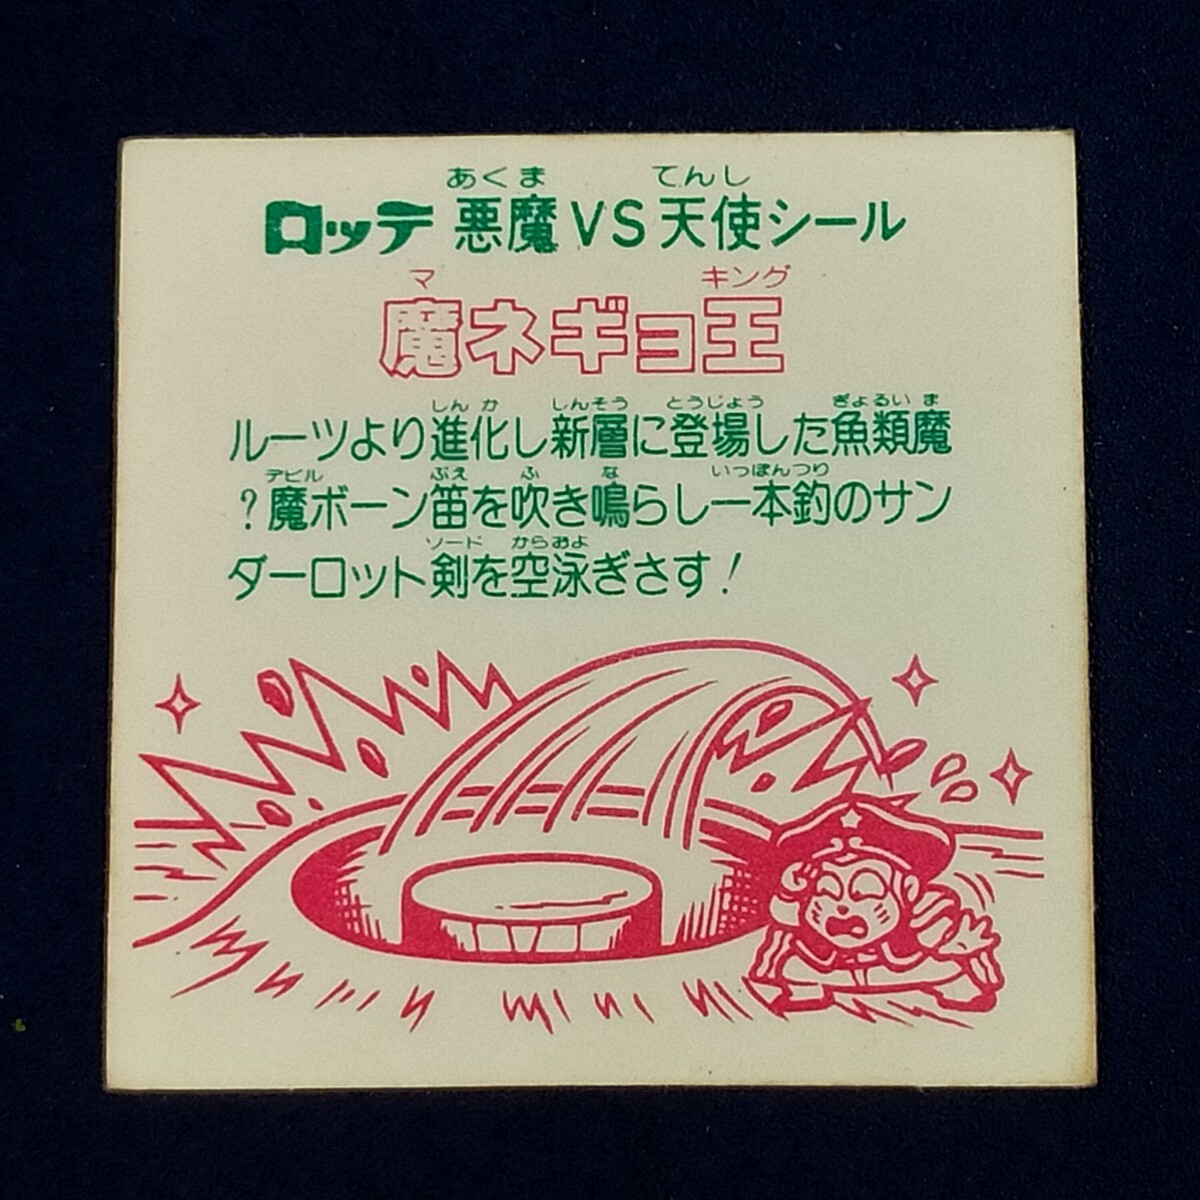 あくま てんし
ロッテ 悪魔VS天使シール
マ キング
魔ネギョ王
しんか しんそう とうじょう ぎょるいま
ルーツより進化し新層に登場した魚類魔
デビル ぶえ ふ な いっぽんつり
?魔ボーン笛を吹き鳴らし一本釣のサン
ソード からおよ
ダーロット剣を空泳ぎさす!